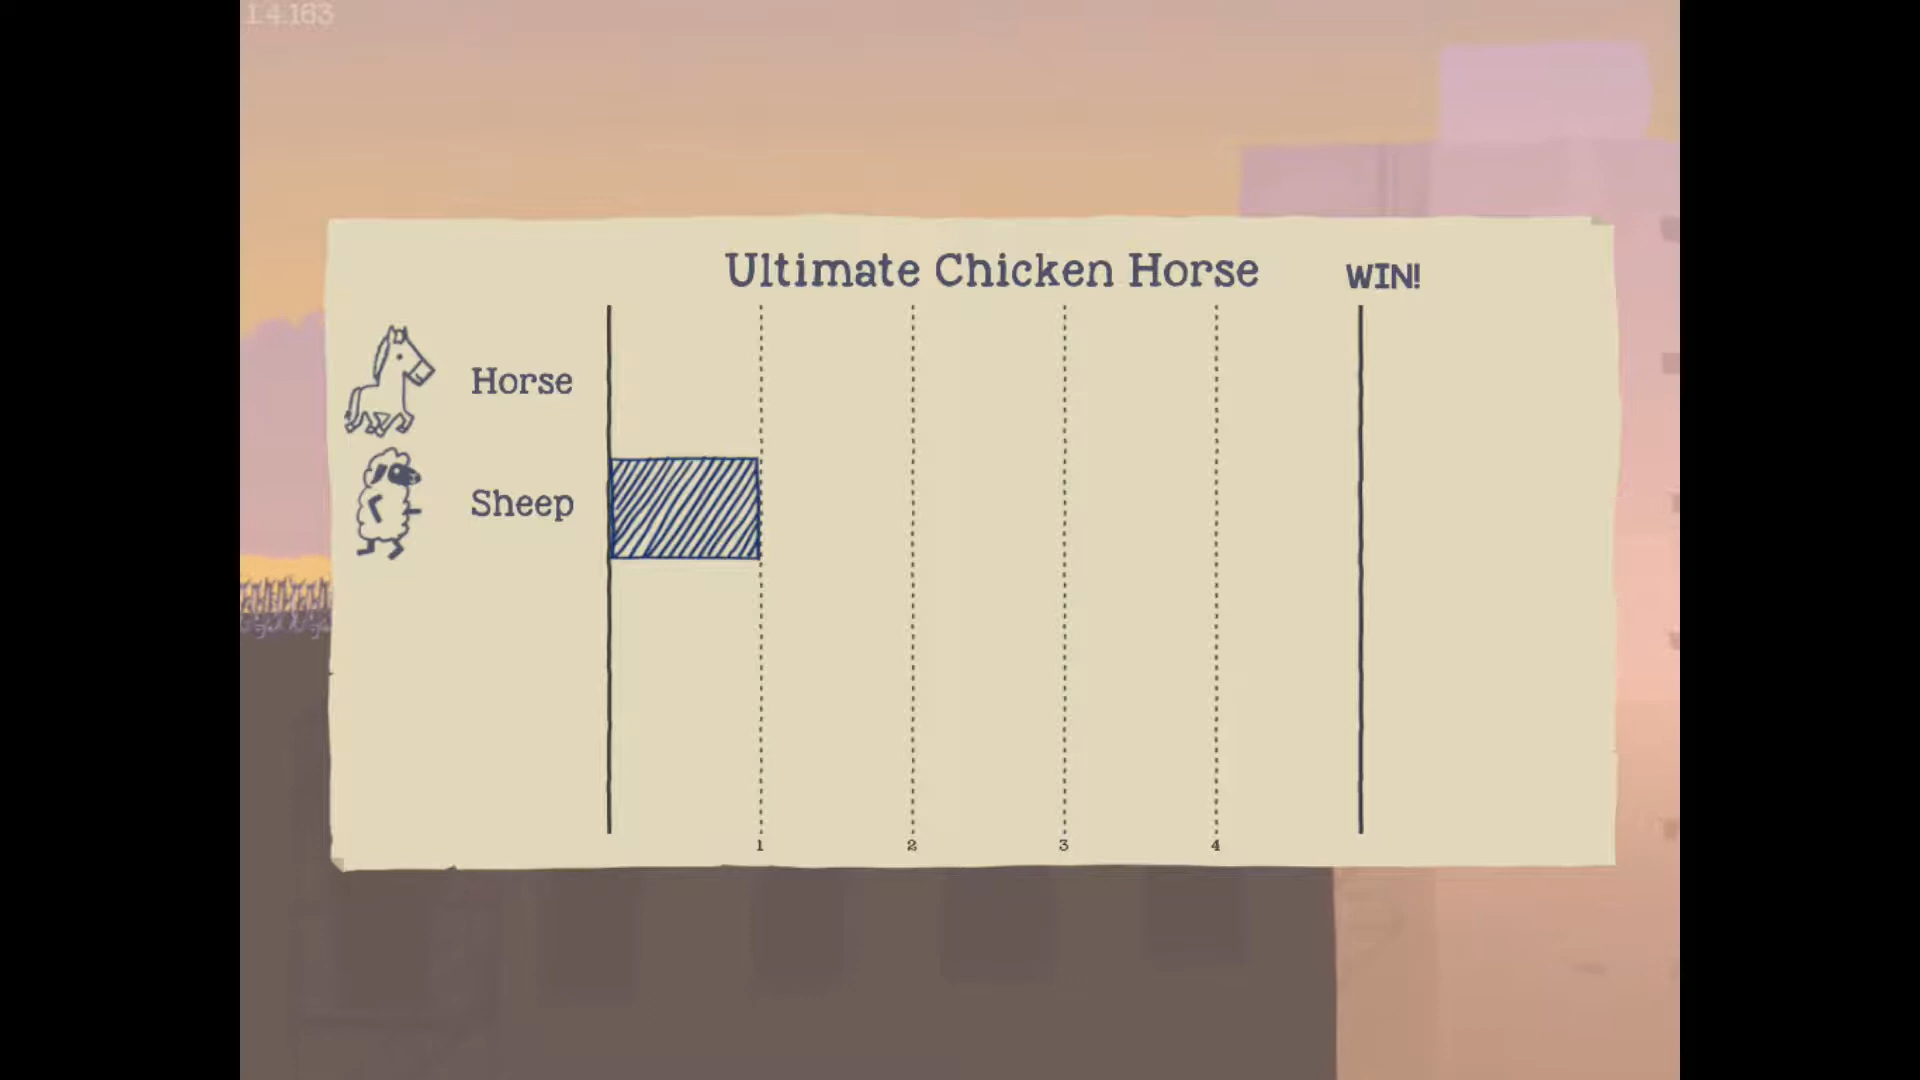 1.4.163
Ultimate Chicken Horse
WIN!
Horse
Sheep
1 2 3 4